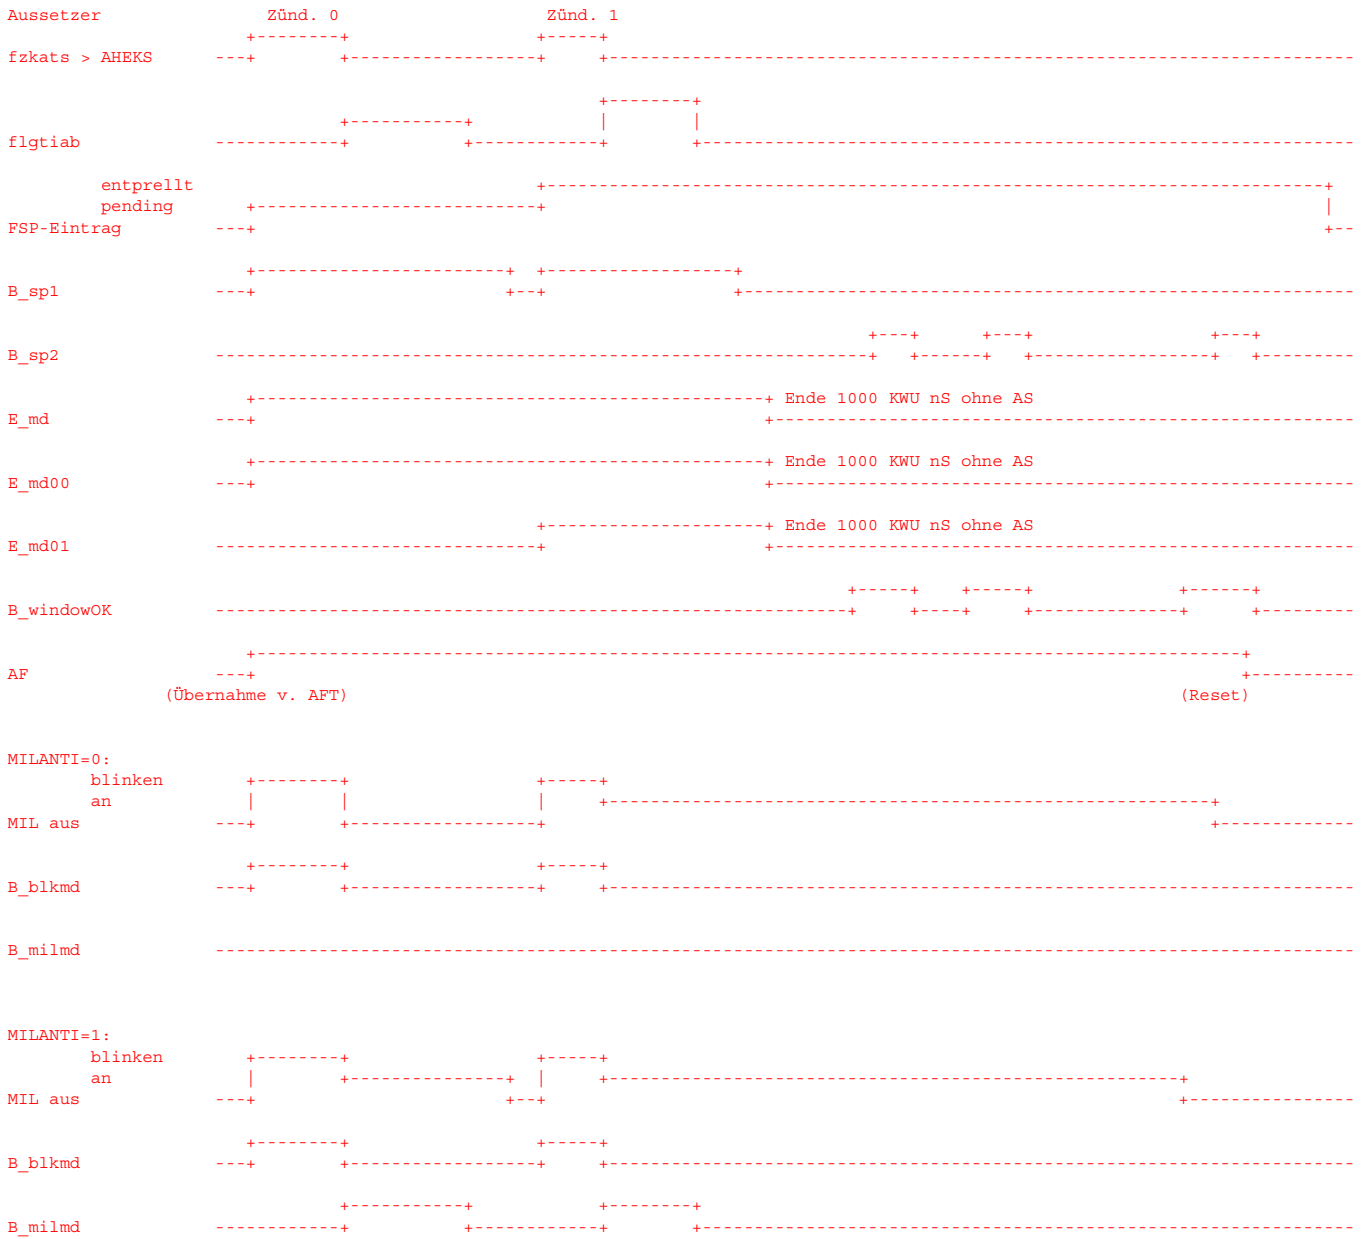 Aussetzer Zünd. 0 Zünd. 1
+--------+ +-----+
fzkats > AHEKS ---+ +------------------+ +------------------------------------------------------------------------
+--------+
+-----------+ | |
flgtiab ------------+ +------------+ +---------------------------------------------------------------
entprellt +---------------------------------------------------------------------------+
pending +---------------------------+ |
FSP-Eintrag ---+ +--
+------------------------+ +------------------+
B_sp1 ---+ +--+ +-----------------------------------------------------------
+---+ +---+ +---+
B_sp2 ---------------------------------------------------------------+ +------+ +-----------------+ +---------
+-------------------------------------------------+ Ende 1000 KWU nS ohne AS
E_md ---+ +--------------------------------------------------------
+-------------------------------------------------+ Ende 1000 KWU nS ohne AS
E_md00 ---+ +--------------------------------------------------------
+---------------------+ Ende 1000 KWU nS ohne AS
E_md01 -------------------------------+ +--------------------------------------------------------
+-----+ +-----+ +------+
B_windowOK -------------------------------------------------------------+ +----+ +--------------+ +---------
+-----------------------------------------------------------------------------------------------+
AF ---+ +----------
(Übernahme v. AFT) (Reset)
MILANTI=0:
blinken +--------+ +-----+
an | | | +----------------------------------------------------------+
MIL aus ---+ +------------------+ +-------------
+--------+ +-----+
B_blkmd ---+ +------------------+ +------------------------------------------------------------------------
B_milmd --------------------------------------------------------------------------------------------------------------
MILANTI=1:
blinken +--------+ +-----+
an | +---------------+ | +-------------------------------------------------------+
MIL aus ---+ +--+ +----------------
+--------+ +-----+
B_blkmd ---+ +------------------+ +------------------------------------------------------------------------
+-----------+ +--------+
B_milmd ------------+ +------------+ +---------------------------------------------------------------